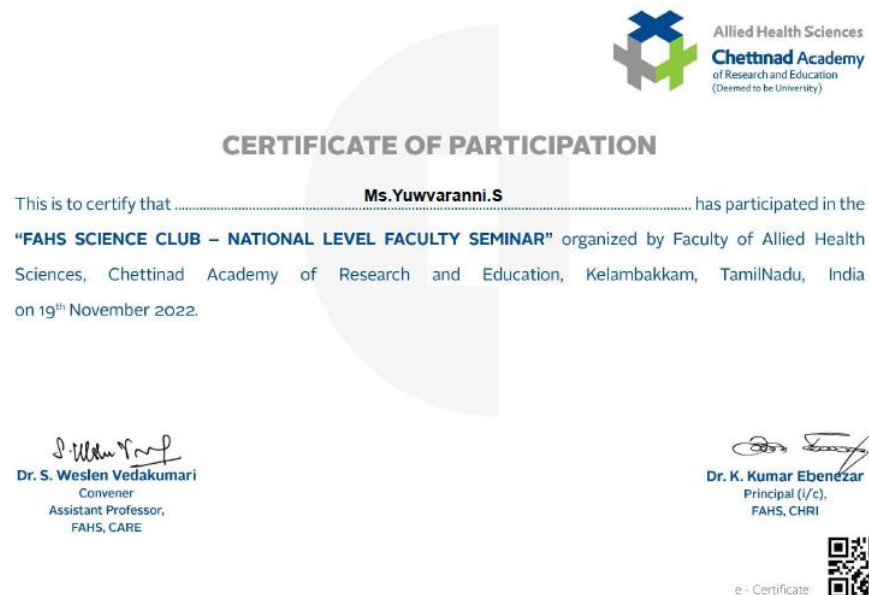 Allied Health Sciences
Chettinad Academy
of Research and Education
(Deemed to be University)
CERTIFICATE OF PARTICIPATION
This is to certify that ........ Ms.Yuwvaranni.S ........ has participated in the
“FAHS SCIENCE CLUB – NATIONAL LEVEL FACULTY SEMINAR” organized by Faculty of Allied Health
Sciences, Chettinad Academy of Research and Education, Kelambakkam, TamilNadu, India
on 19th November 2022.
Dr. S. Weslen Vedakumari
Convener
Assistant Professor,
FAHS, CARE
Dr. K. Kumar Ebenezar
Principal (i/c),
FAHS, CHRI
e - Certificate